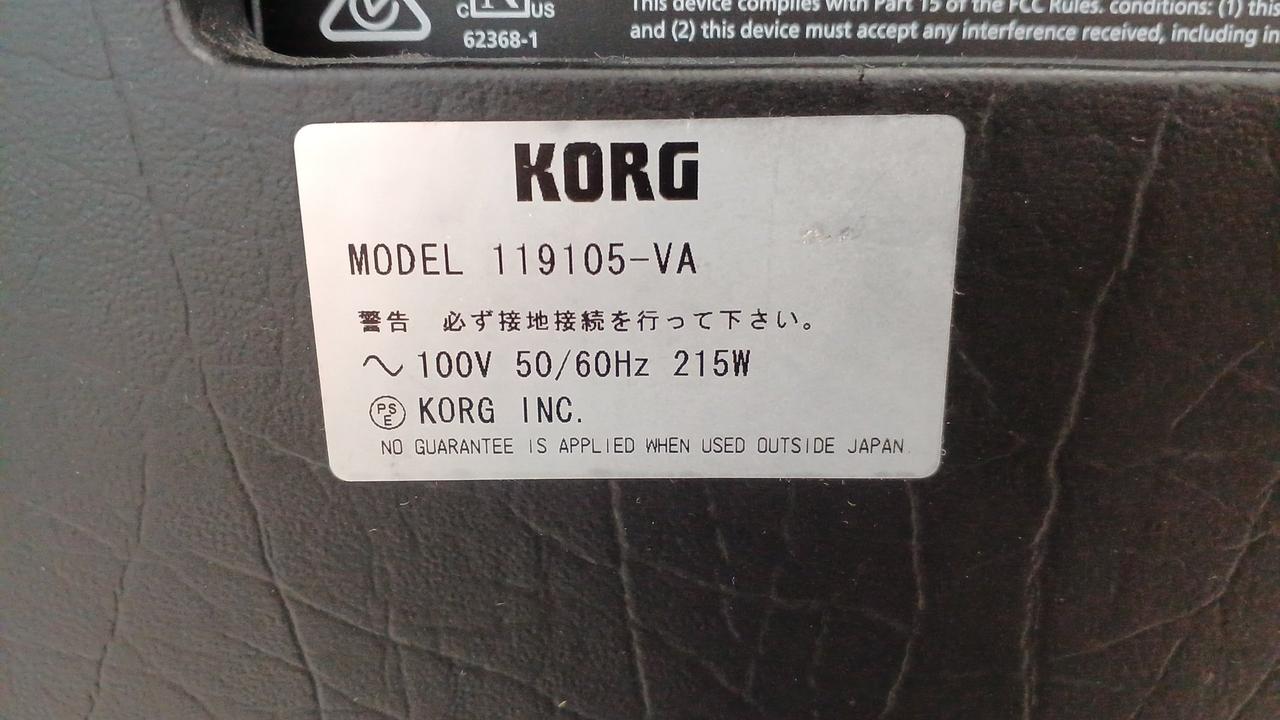 c US
62368-1
This device complies with Part 15 of the FCC Rules. conditions: (1) this
and (2) this device must accept any interference received, including in
KORG
MODEL 119105-VA
警告 必ず接地接続を行って下さい。
～ 100V 50/60Hz 215W
PSE KORG INC.
NO GUARANTEE IS APPLIED WHEN USED OUTSIDE JAPAN